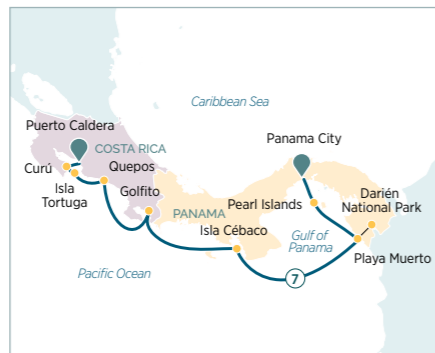 Caribbean Sea
Puerto Caldera
COSTA RICA
Curú
Quepos
Isla
Tortuga
Golfito
Panama City
Darién
National Park
PANAMA
Pearl Islands
Isla Cébaco
Gulf of
Panama
Playa Muerto
Pacific Ocean
7